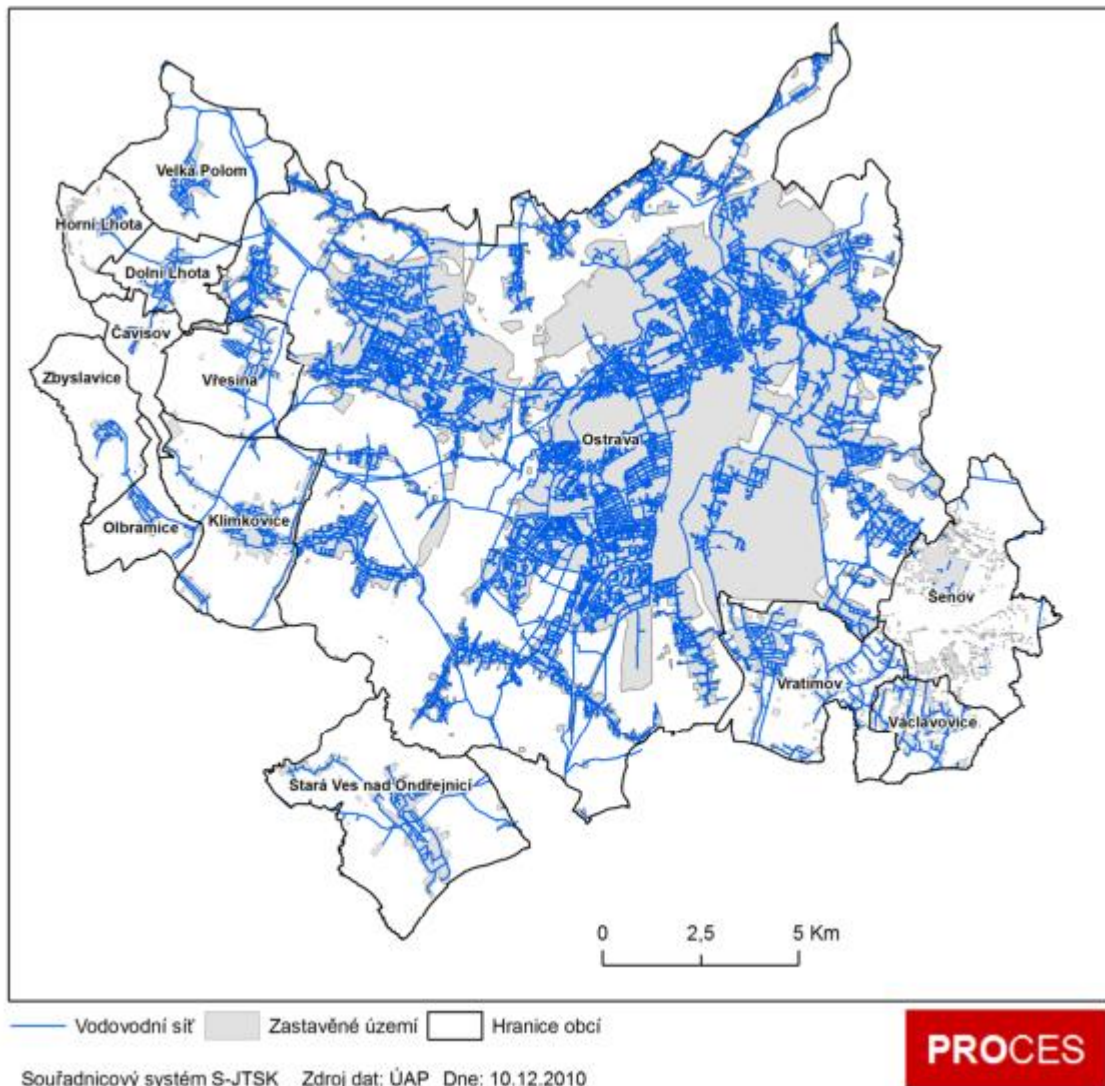 Velká Polom
Horní Lhota
Dolní Lhota
Čavisov
Zbyslavice
Vřesina
Ostrava
Olbramice
Klimkovice
Šenov
Vratimov
Václavovice
Stará Ves nad Ondřejnicí
0 2,5 5 Km
Vodovodní síť Zastavěné území Hranice obcí
PROCES
Souřadnicový systém S-JTSK Zdroj dat: ÚAP Dne: 10.12.2010